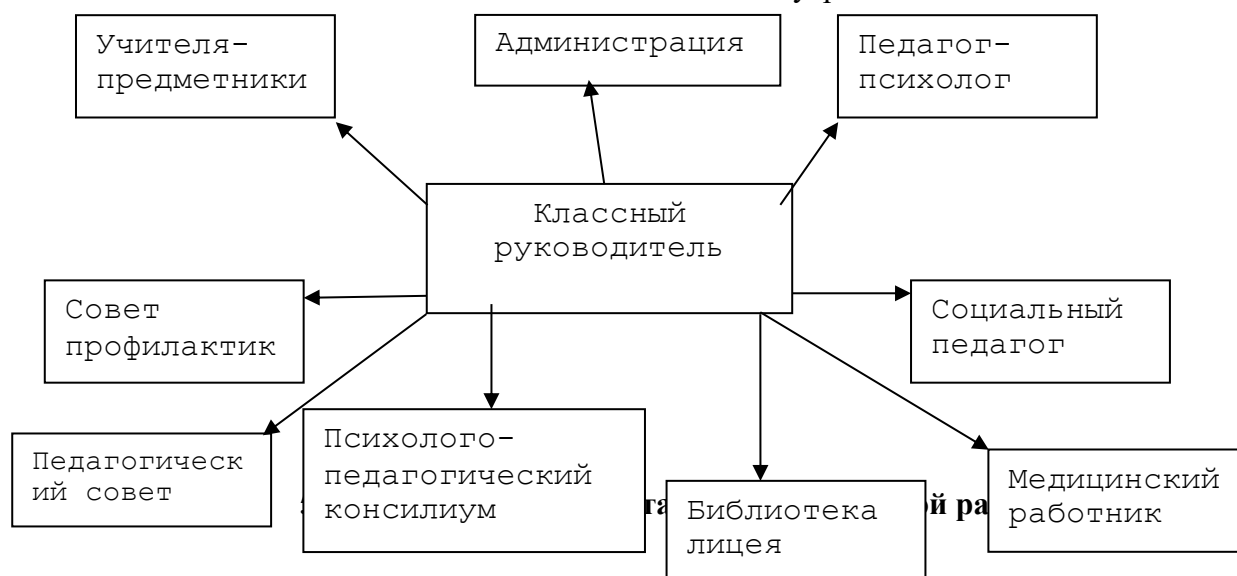 Учителя-
предметники
Администрация
Педагог-
психолог
Классный
руководитель
Совет
профилактик
Социальный
педагог
Педагогическ
ий совет
Психолого-
педагогический
консилиум
Библиотека
лицея
Медицинский
работник